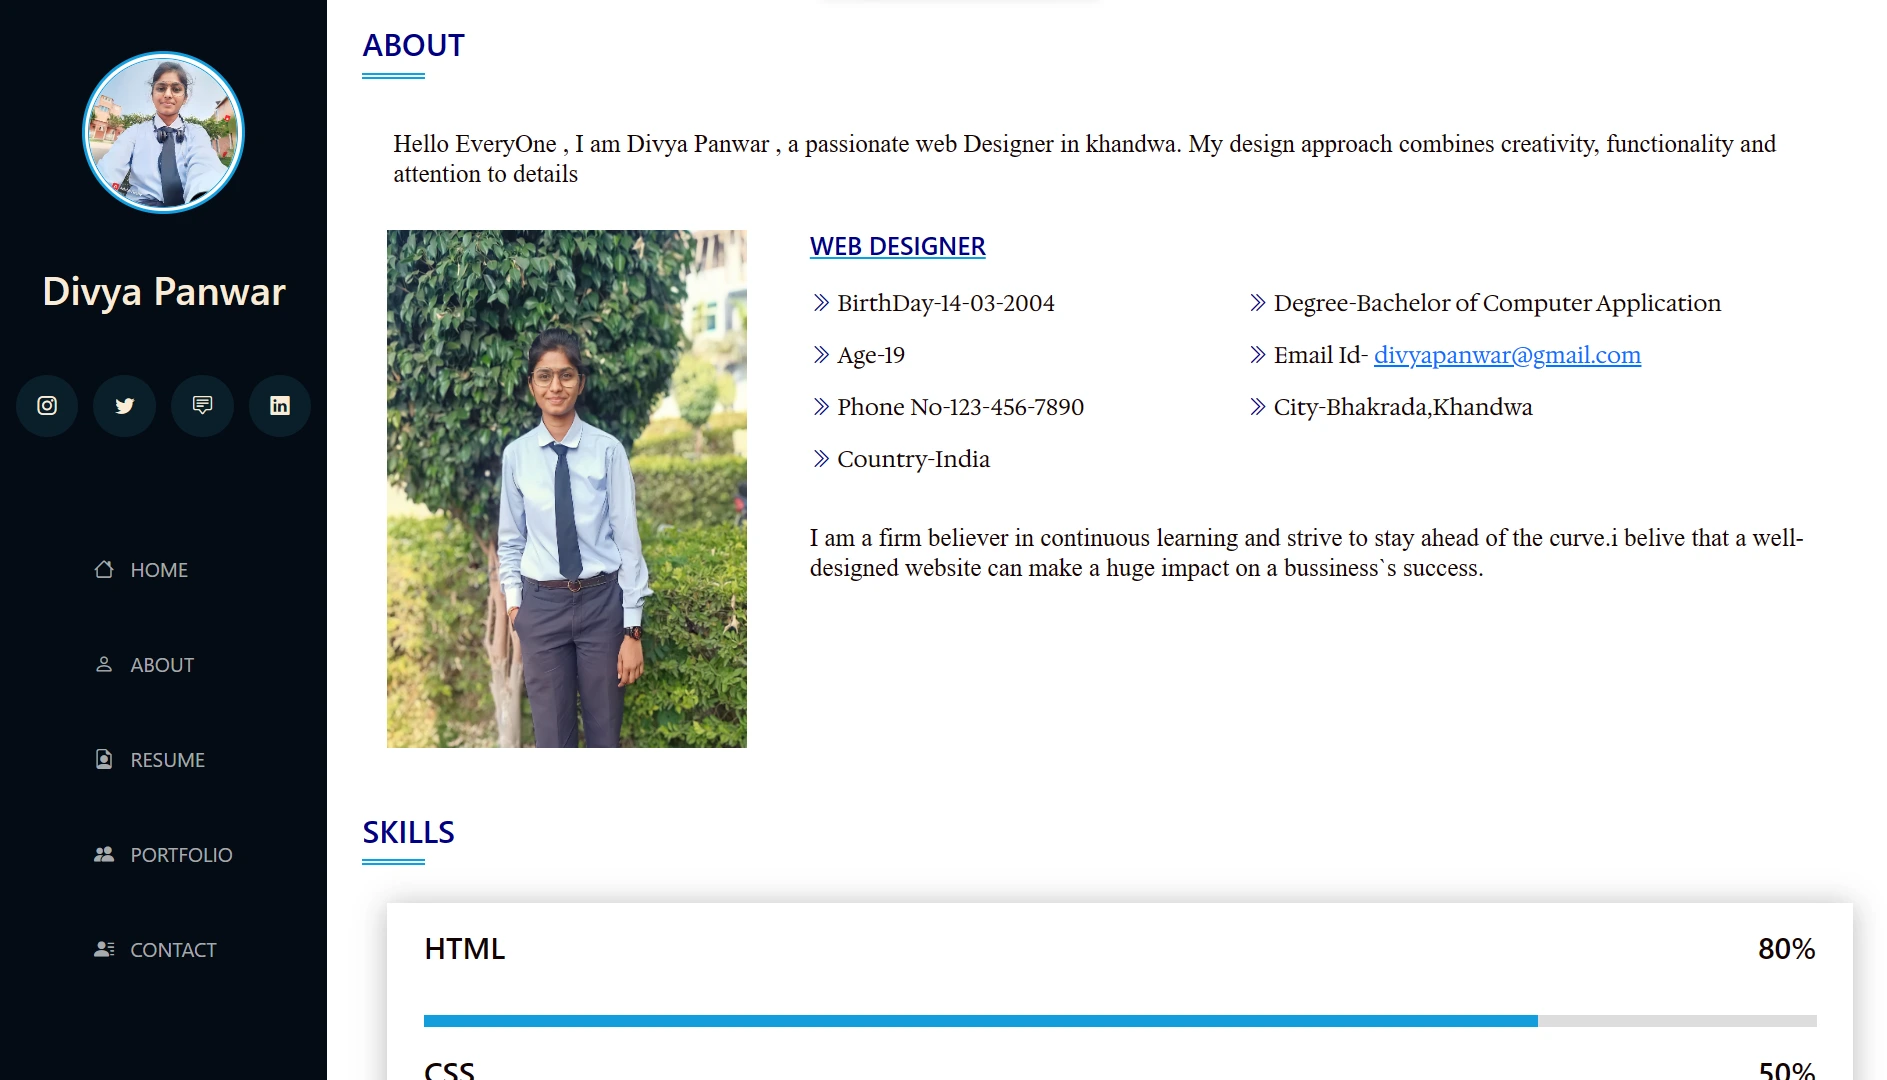 Divya Panwar
HOME
ABOUT
RESUME
PORTFOLIO
CONTACT
ABOUT
Hello EveryOne , I am Divya Panwar , a passionate web Designer in khandwa. My design approach combines creativity, functionality and
attention to details
WEB DESIGNER
BirthDay-14-03-2004
Degree-Bachelor of Computer Application
Age-19
Email Id- divyapanwar@gmail.com
Phone No-123-456-7890
City-Bhakrada,Khandwa
Country-India
I am a firm believer in continuous learning and strive to stay ahead of the curve.i belive that a well-
designed website can make a huge impact on a bussiness`s success.
SKILLS
HTML 80%
CSS 50%